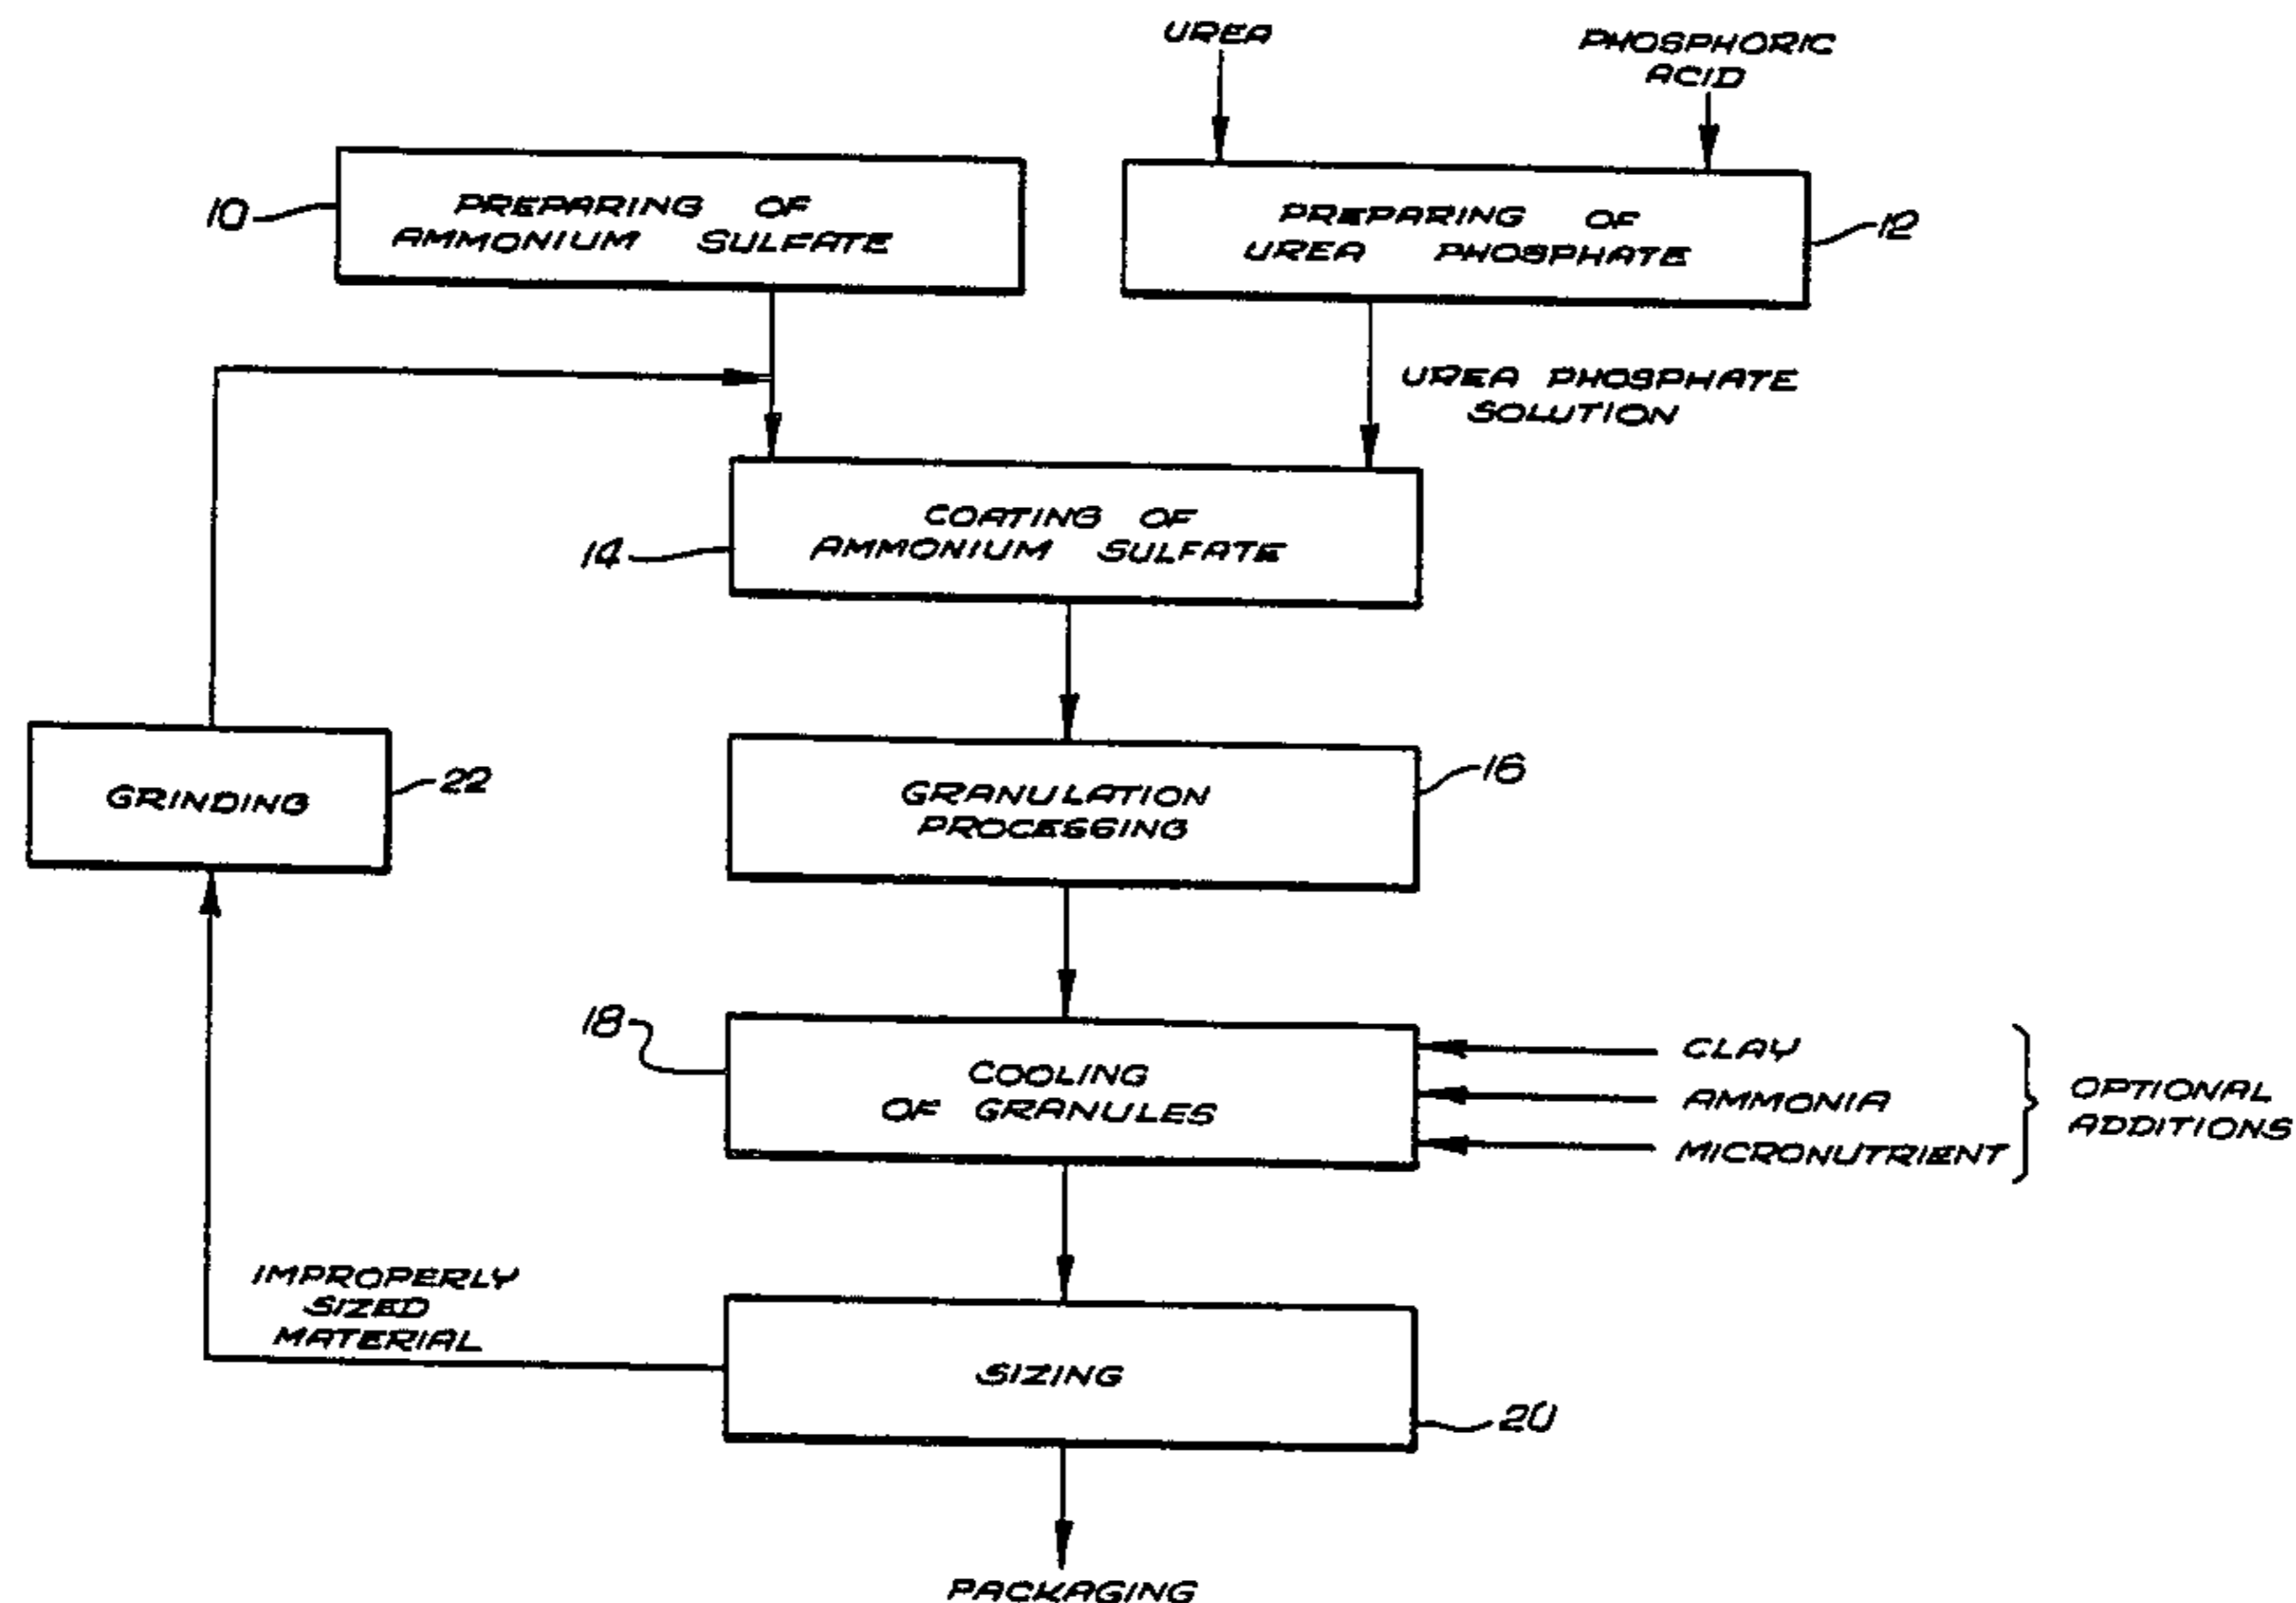 UREA
PHOSPHORIC
ACID
10
PREPARING OF
AMMONIUM SULFATE
PREPARING OF
UREA PHOSPHATE
12
UREA PHOSPHATE
SOLUTION
14
COATING OF
AMMONIUM SULFATE
GRINDING
22
GRANULATION
PROCESSING
16
18
COOLING
OF GRANULES
CLAY
AMMONIA
MICRONUTRIENT
OPTIONAL
ADDITIONS
IMPROPERLY
SIZED
MATERIAL
SIZING
20
PACKAGING